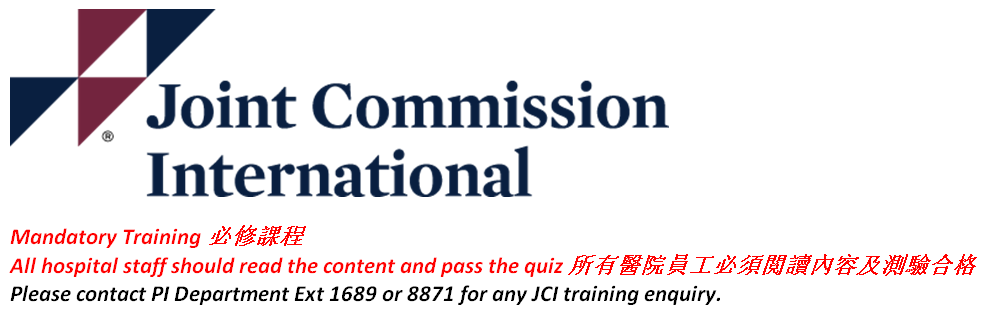 Joint Commission
International
®
Mandatory Training 必修課程
All hospital staff should read the content and pass the quiz 所有醫院員工必須閱讀內容及測驗合格
Please contact PI Department Ext 1689 or 8871 for any JCI training enquiry.